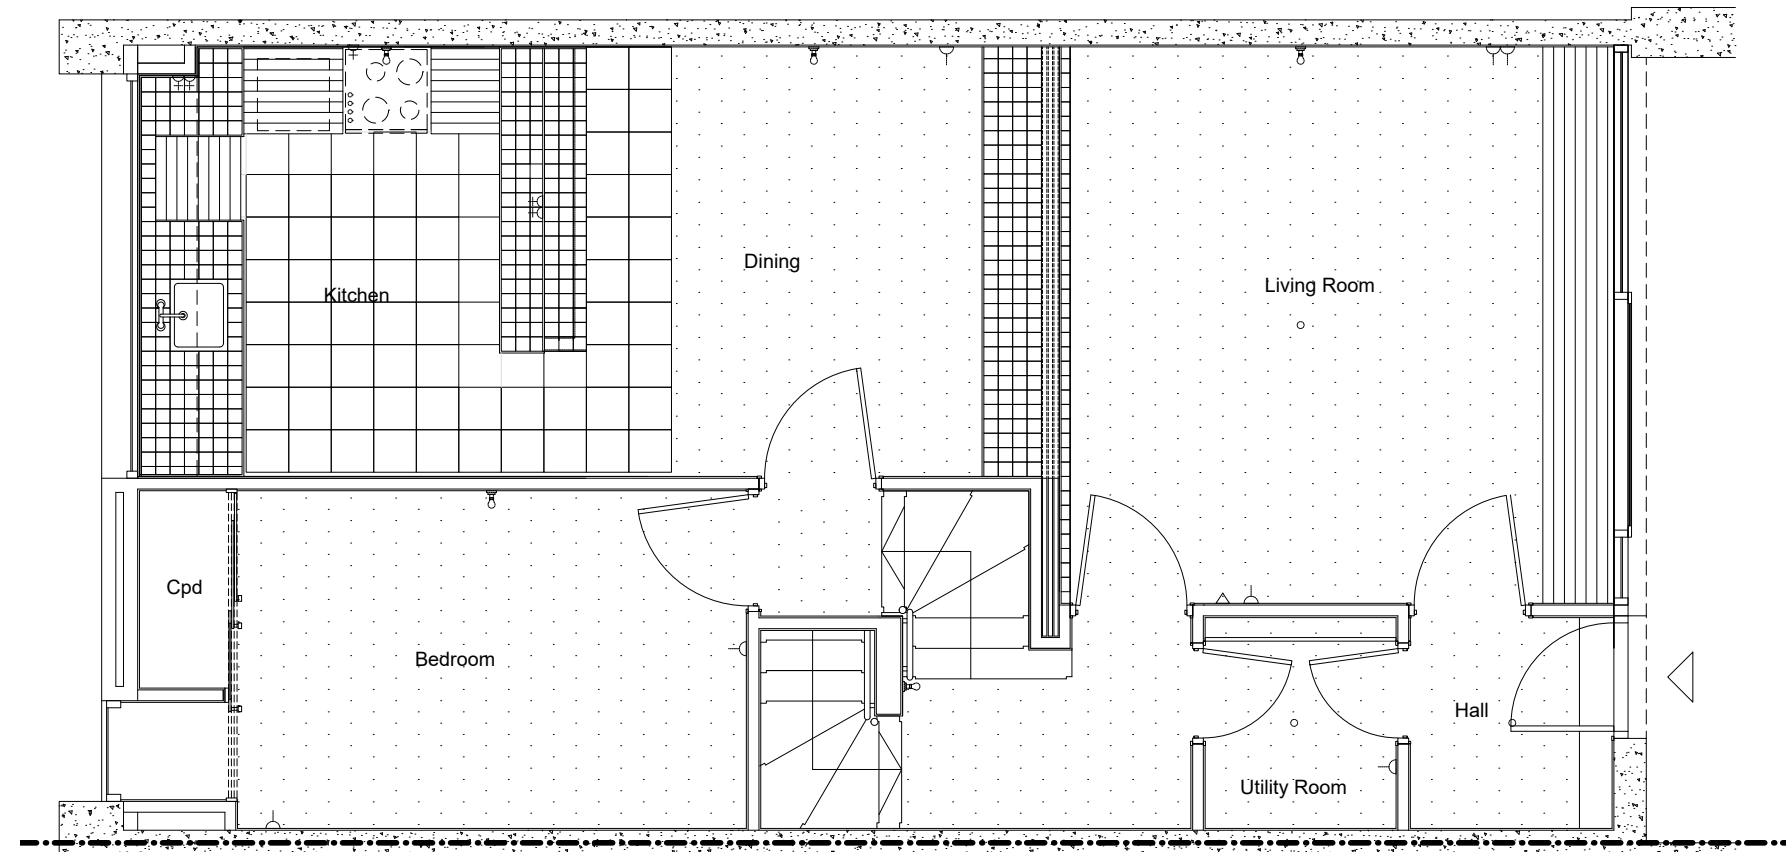 Dining
Living Room
Kitchen
Cpd
Bedroom
Hall
Utility Room